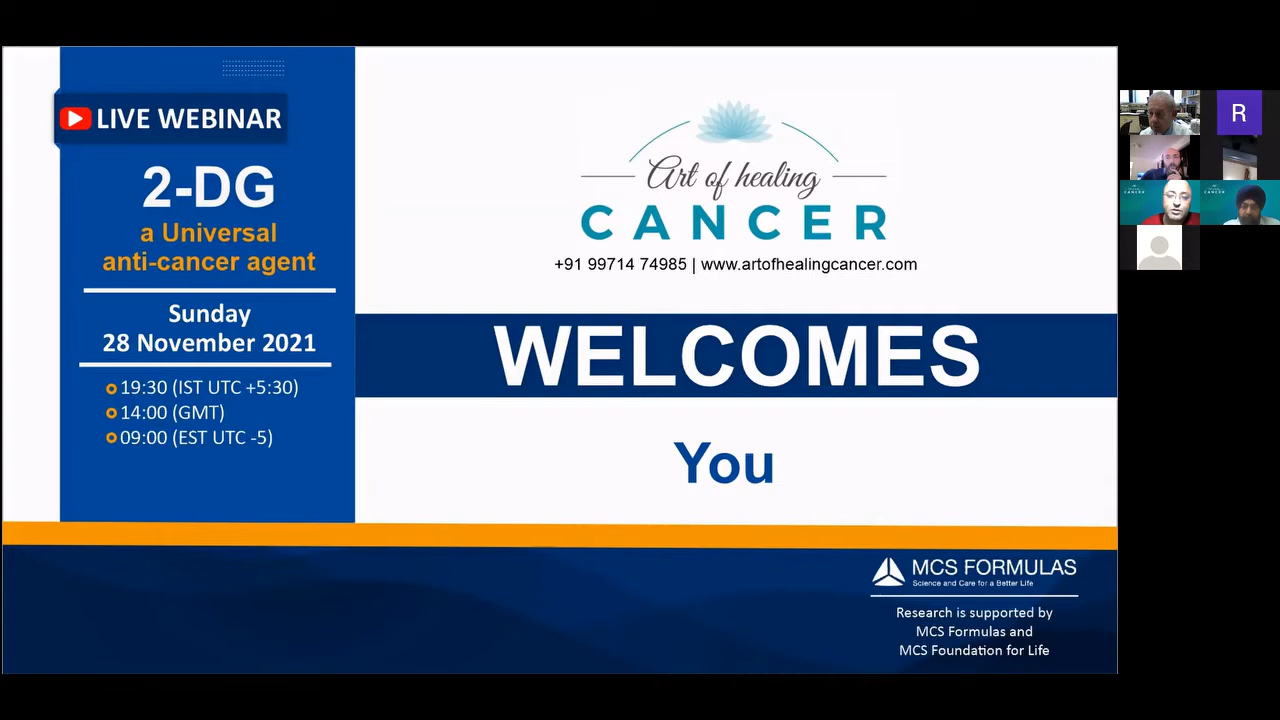 LIVE WEBINAR
2-DG
a Universal
anti-cancer agent
Sunday
28 November 2021
19:30 (IST UTC +5:30)
14:00 (GMT)
09:00 (EST UTC -5)
Art of healing
CANCER
+91 99714 74985 | www.artofhealingcancer.com
WELCOMES
You
MCS FORMULAS
Science and Care for a Better Life
Research is supported by
MCS Formulas and
MCS Foundation for Life
R
CANCER
CANCER